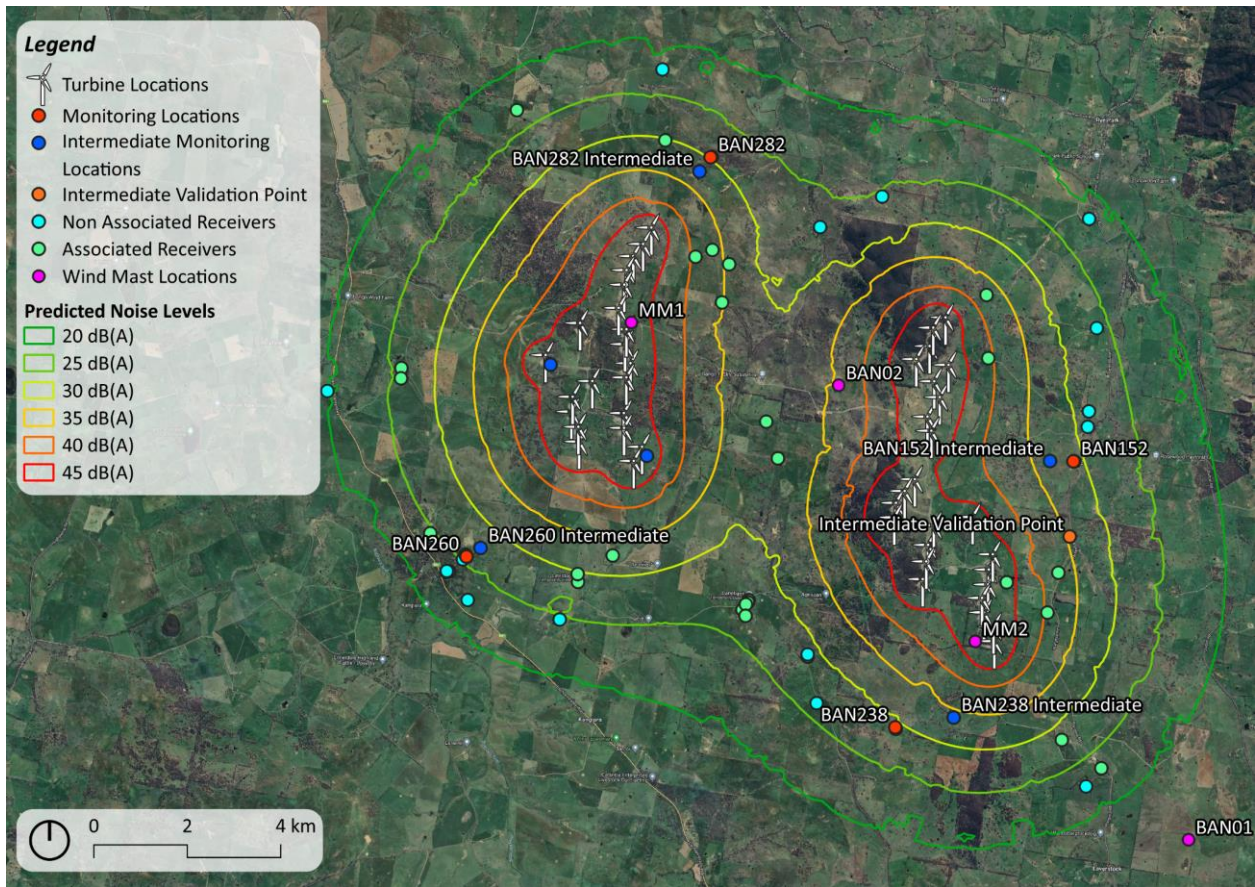 Legend
Turbine Locations
Monitoring Locations
Intermediate Monitoring
Locations
Intermediate Validation Point
Non Associated Receivers
Associated Receivers
Wind Mast Locations
Predicted Noise Levels
20 dB(A)
25 dB(A)
30 dB(A)
35 dB(A)
40 dB(A)
45 dB(A)
BAN282
BAN282 Intermediate
MM1
BAN02
BAN152 Intermediate
BAN152
Intermediate Validation Point
BAN260
BAN260 Intermediate
MM2
BAN238 Intermediate
BAN238
BAN01
0 2 4 km